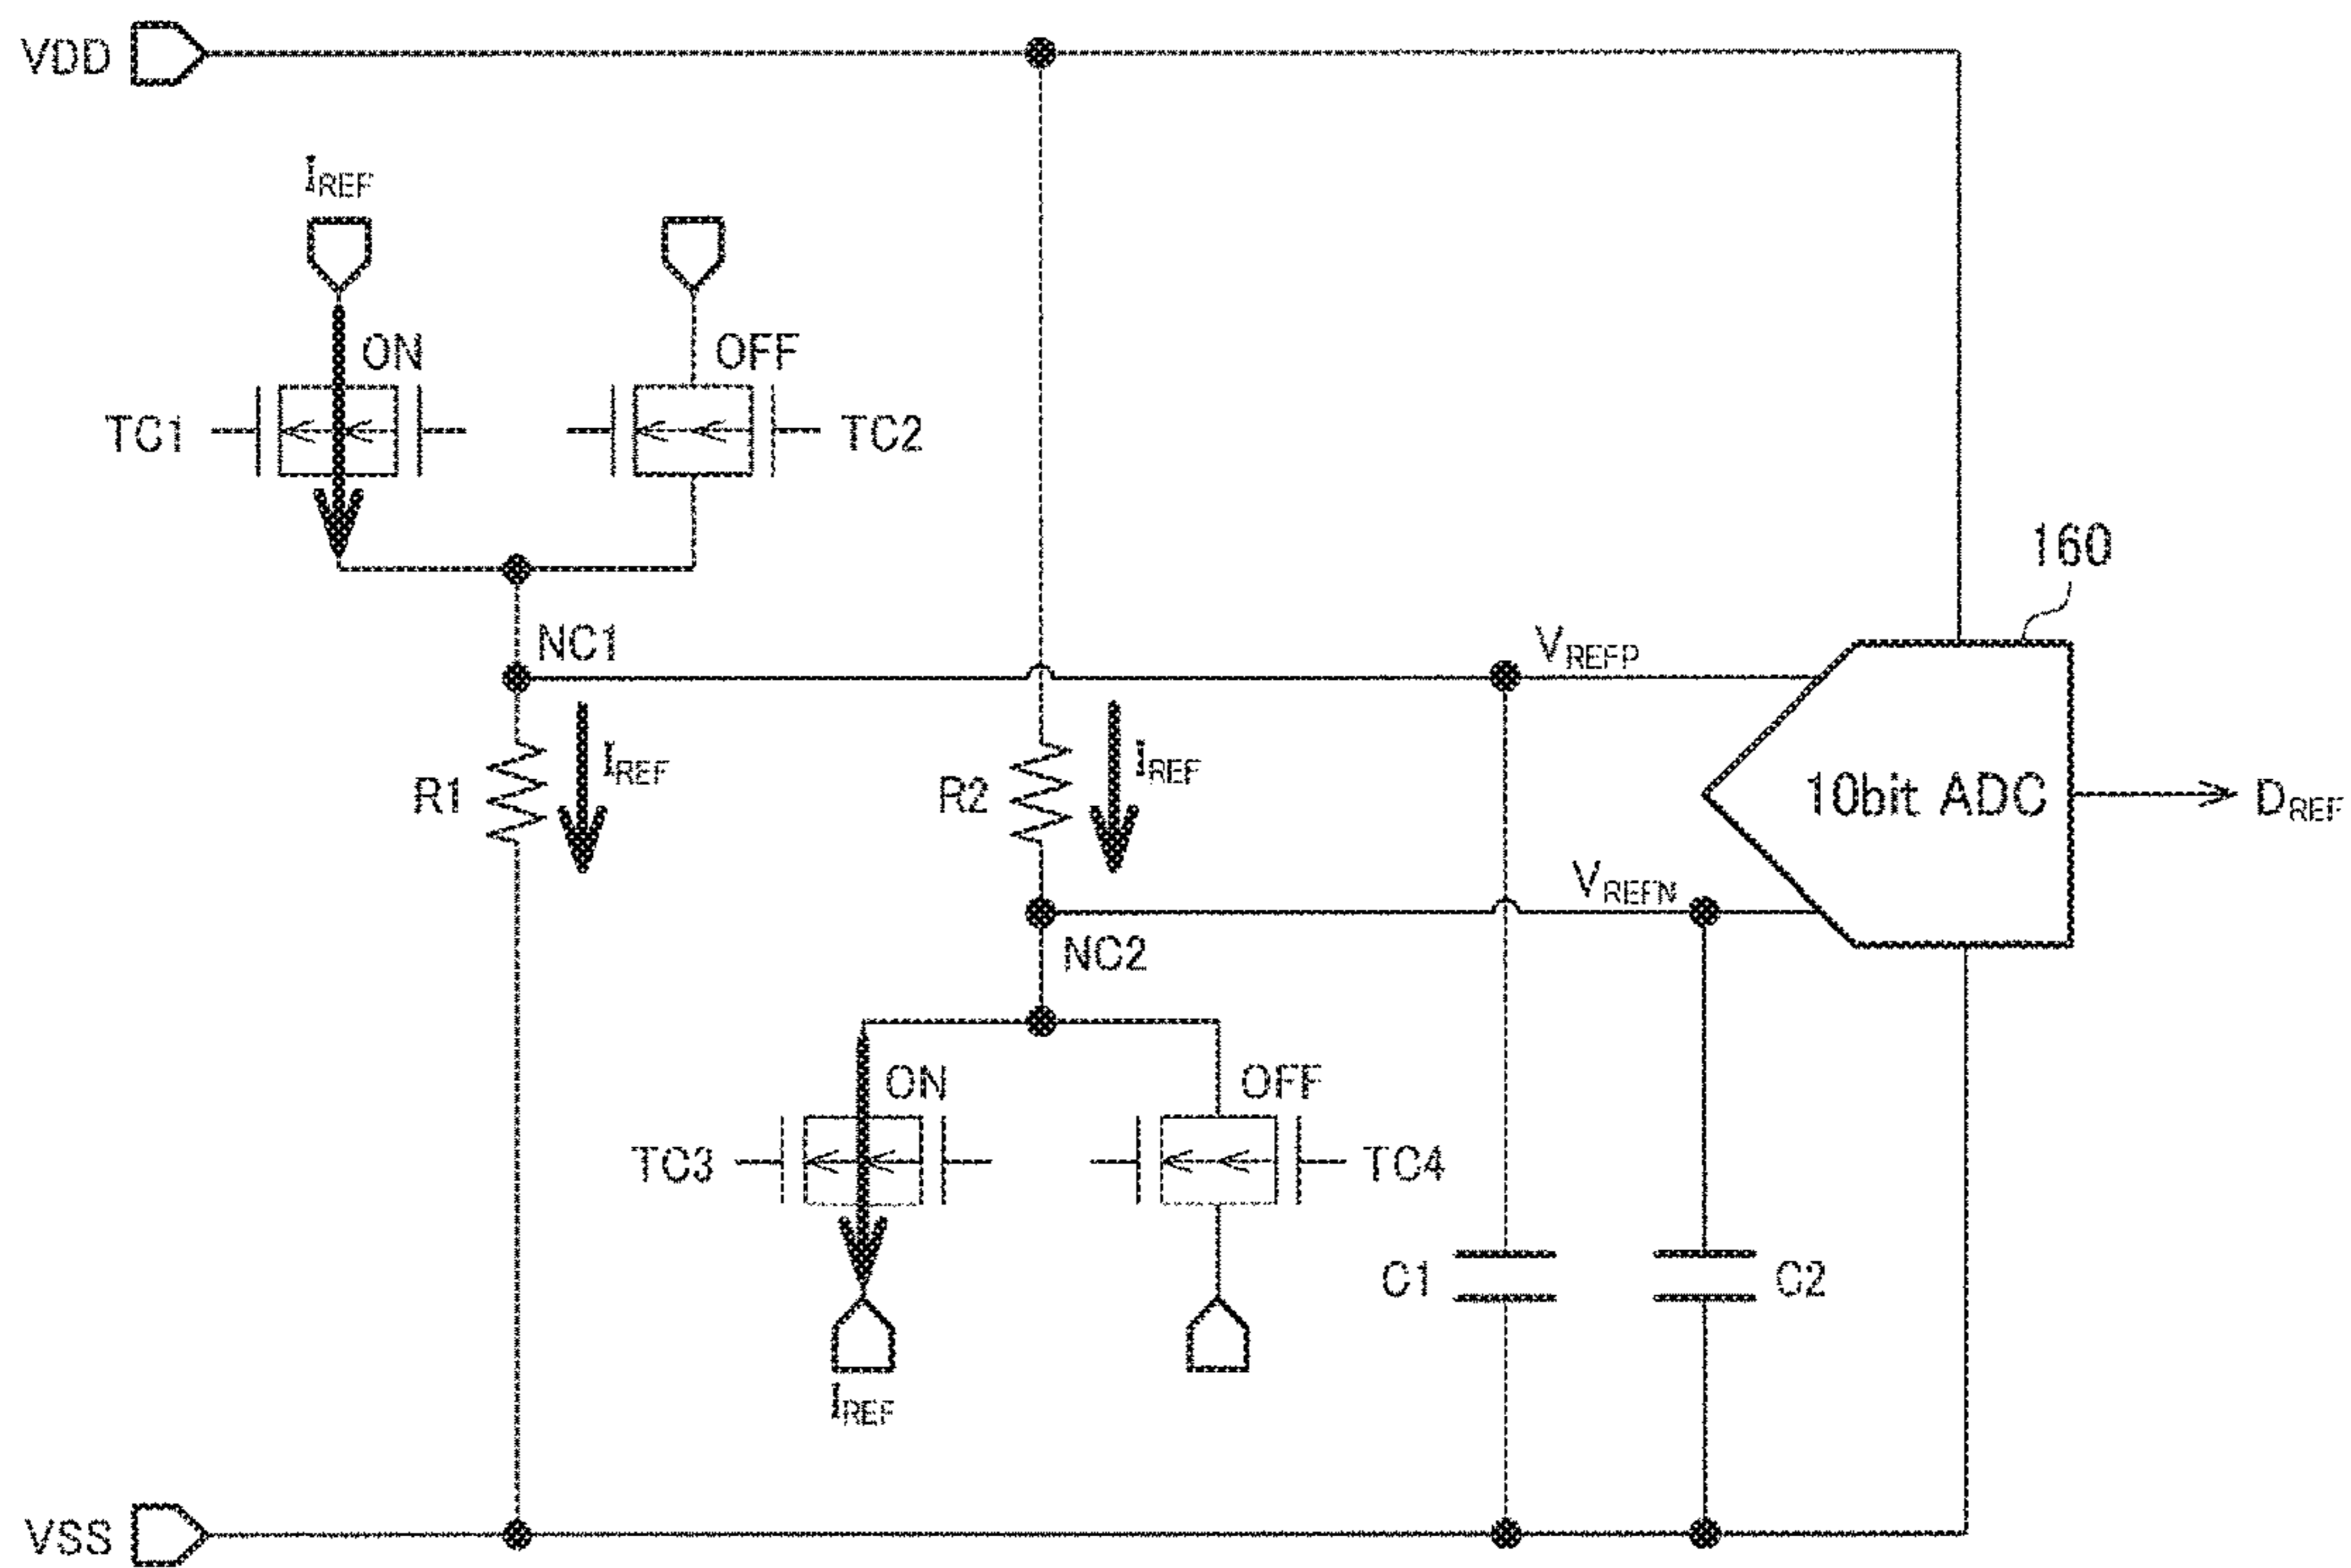 VDD
IREF
ON
OFF
TC1
TC2
160
NC1
VREFP
R1
IREF
R2
IREF
10bit ADC
DREF
VREFN
NC2
ON
OFF
TC3
TC4
C1
C2
IREF
VSS